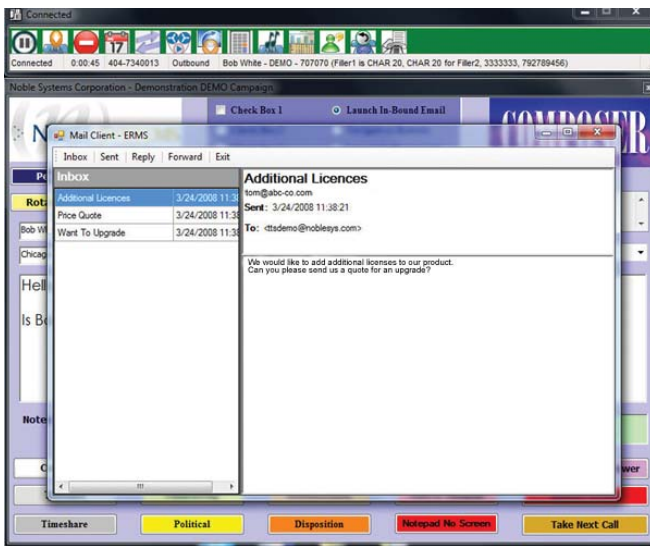 Connected
17
Connected 0:00:45 404-7340013 Outbound Bob White - DEMO - 707070 (Filler1 is CHAR 20, CHAR 20 for Filler2, 3333333, 792789456)
Noble Systems Corporation - Demonstration DEMO Campaign
Check Box 1 Launch In-Bound Email
COMPOSER
Mail Client - ERMS
Inbox Sent Reply Forward Exit
Inbox
Additional Licences 3/24/2008 11:3
Price Quote 3/24/2008 11:38
Want To Upgrade 3/24/2008 11:38
Additional Licences
tom@abc-co.com
Sent: 3/24/2008 11:38:21
To: <ttsdemo@noblesys.com>
We would like to add additional licenses to our product.
Can you please send us a quote for an upgrade?
Rot
Bob W
Chicag
Hell
Is Bo
Note
wer
Timeshare Political Disposition Notepad No Screen Take Next Call